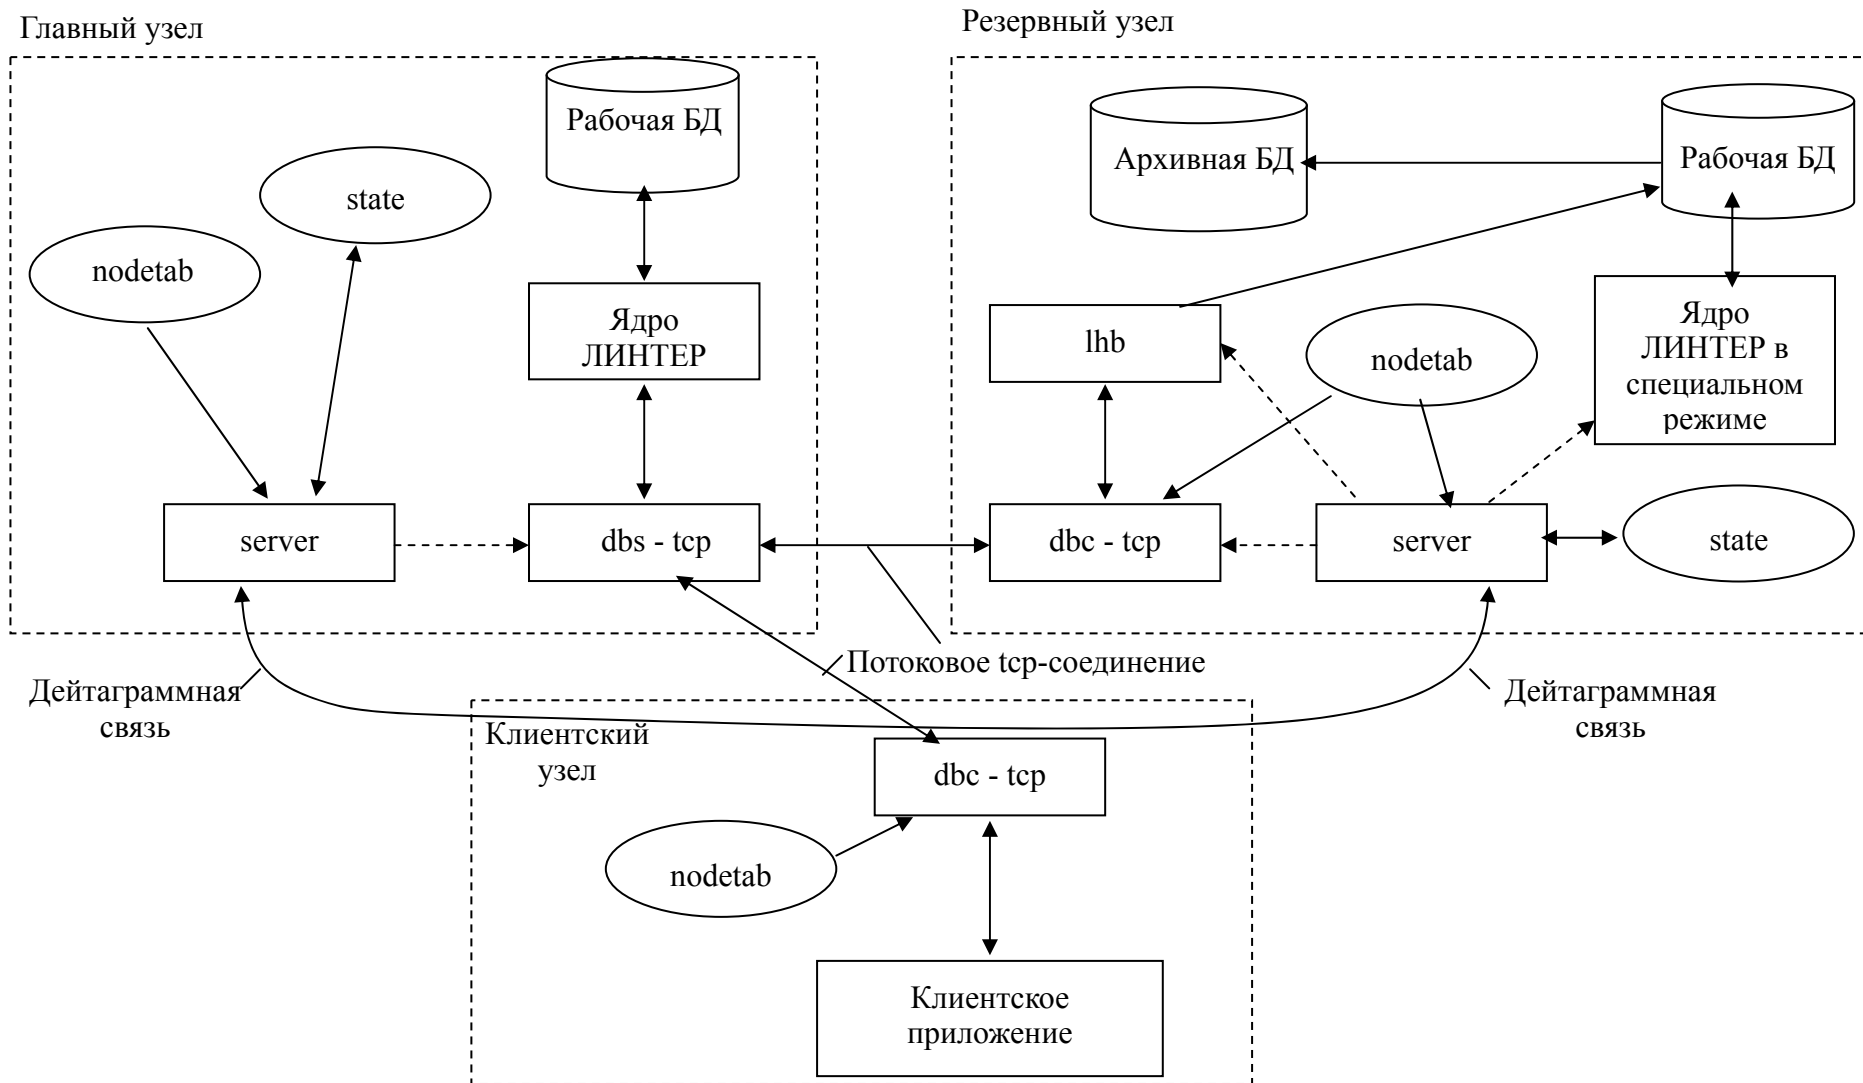 Главный узел
Резервный узел
Рабочая БД
Архивная БД
Рабочая БД
state
nodetab
Ядро
ЛИНТЕР
lhb
nodetab
Ядро
ЛИНТЕР в
специальном
режиме
server
dbs - tcp
dbc - tcp
server
state
Потоковое tcp-соединение
Дейтаграммная
связь
Дейтаграммная
связь
Клиентский
узел
dbc - tcp
nodetab
Клиентское
приложение